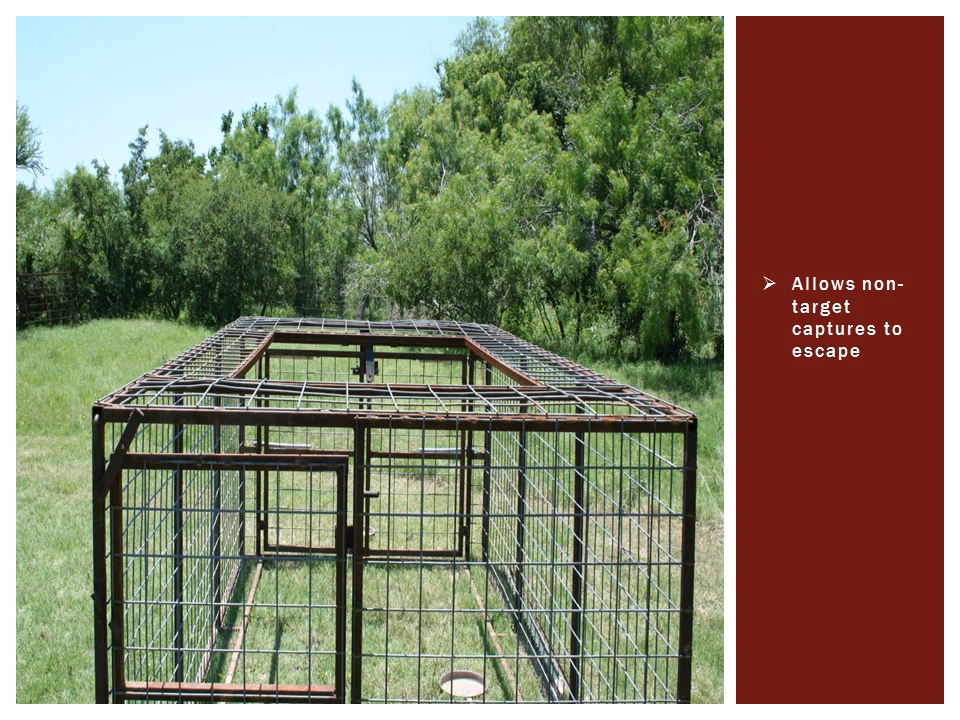 ➢ Allows non-
target
captures to
escape